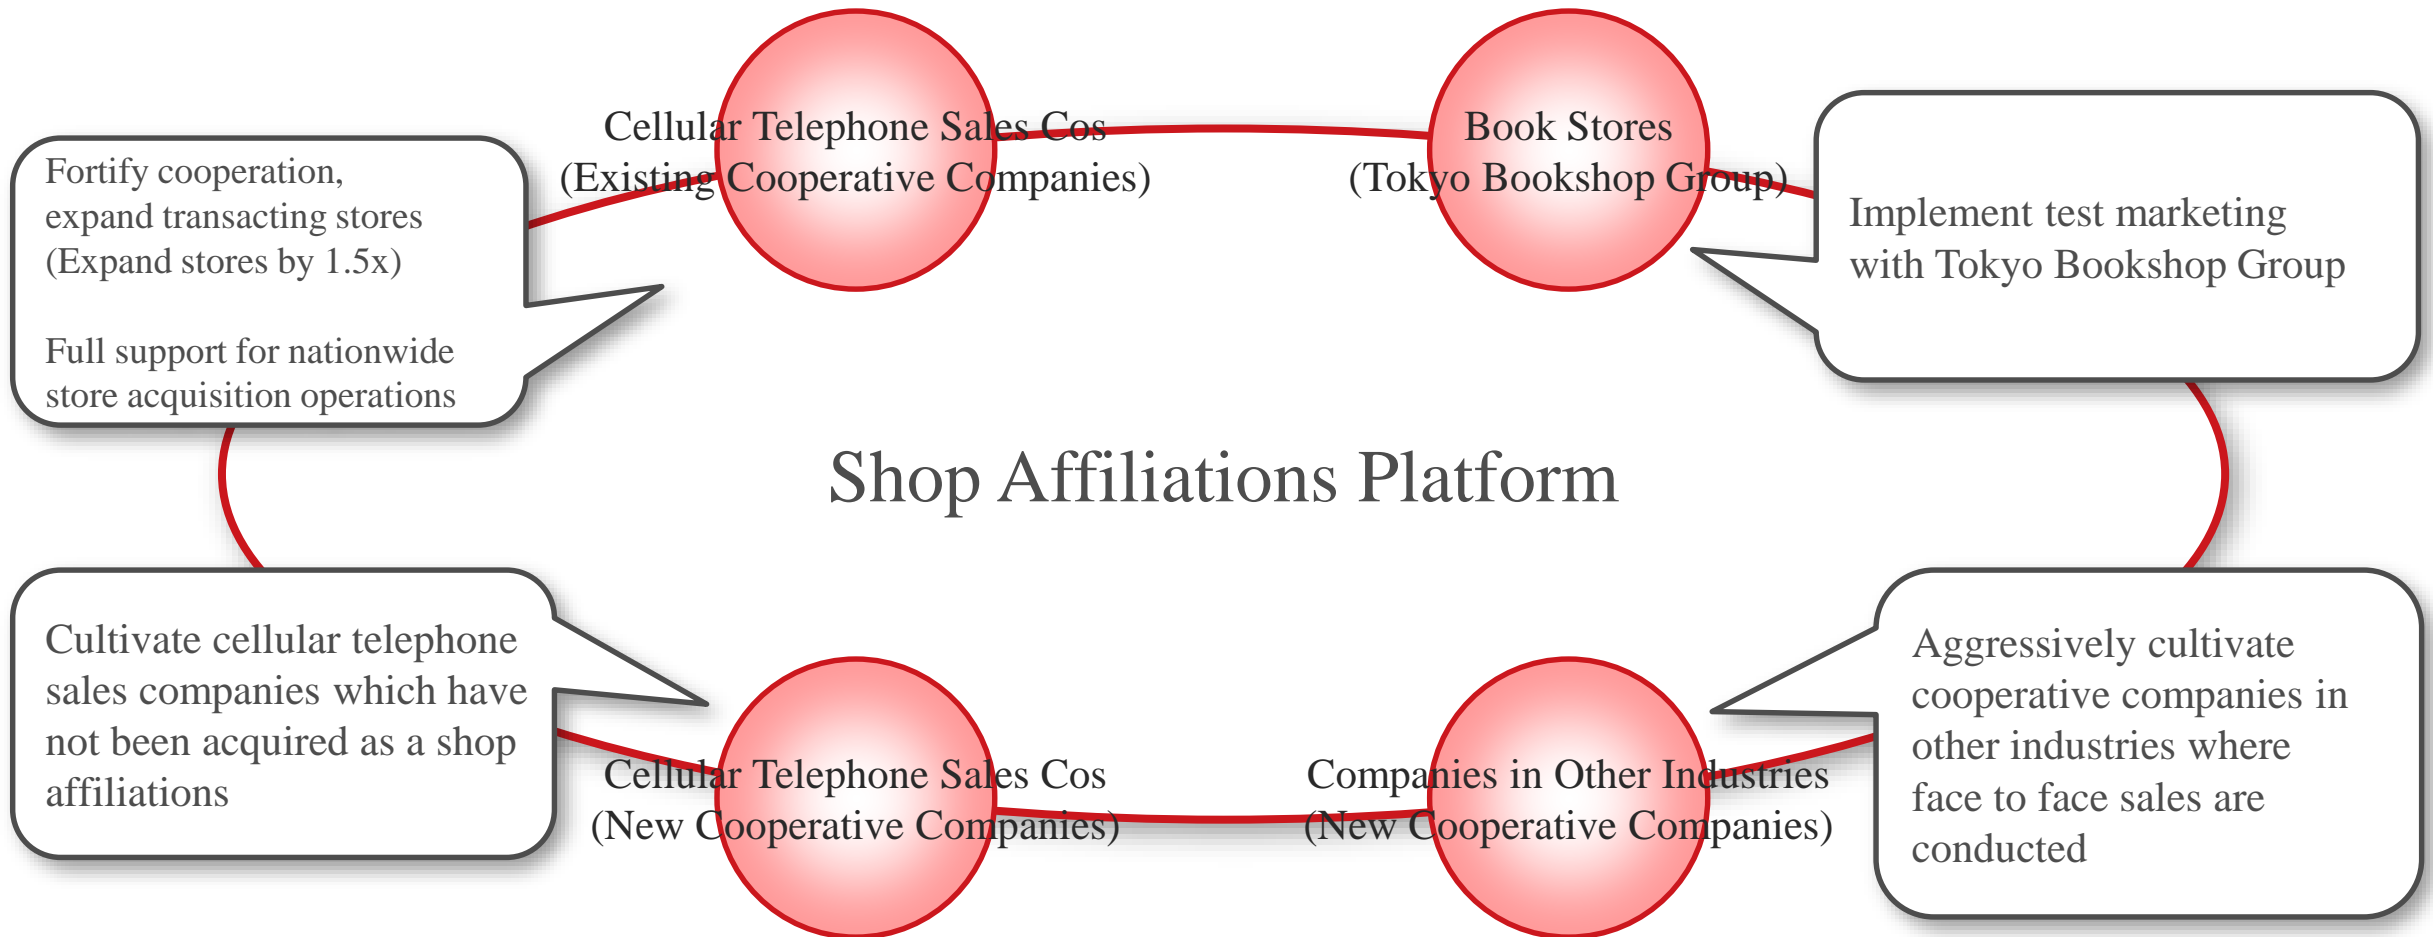 Cellular Telephone Sales Cos
(Existing Cooperative Companies)
Book Stores
(Tokyo Bookshop Group)
Fortify cooperation,
expand transacting stores
(Expand stores by 1.5x)
Full support for nationwide
store acquisition operations
Implement test marketing
with Tokyo Bookshop Group
Shop Affiliations Platform
Cultivate cellular telephone
sales companies which have
not been acquired as a shop
affiliations
Cellular Telephone Sales Cos
(New Cooperative Companies)
Companies in Other Industries
(New Cooperative Companies)
Aggressively cultivate
cooperative companies in
other industries where
face to face sales are
conducted